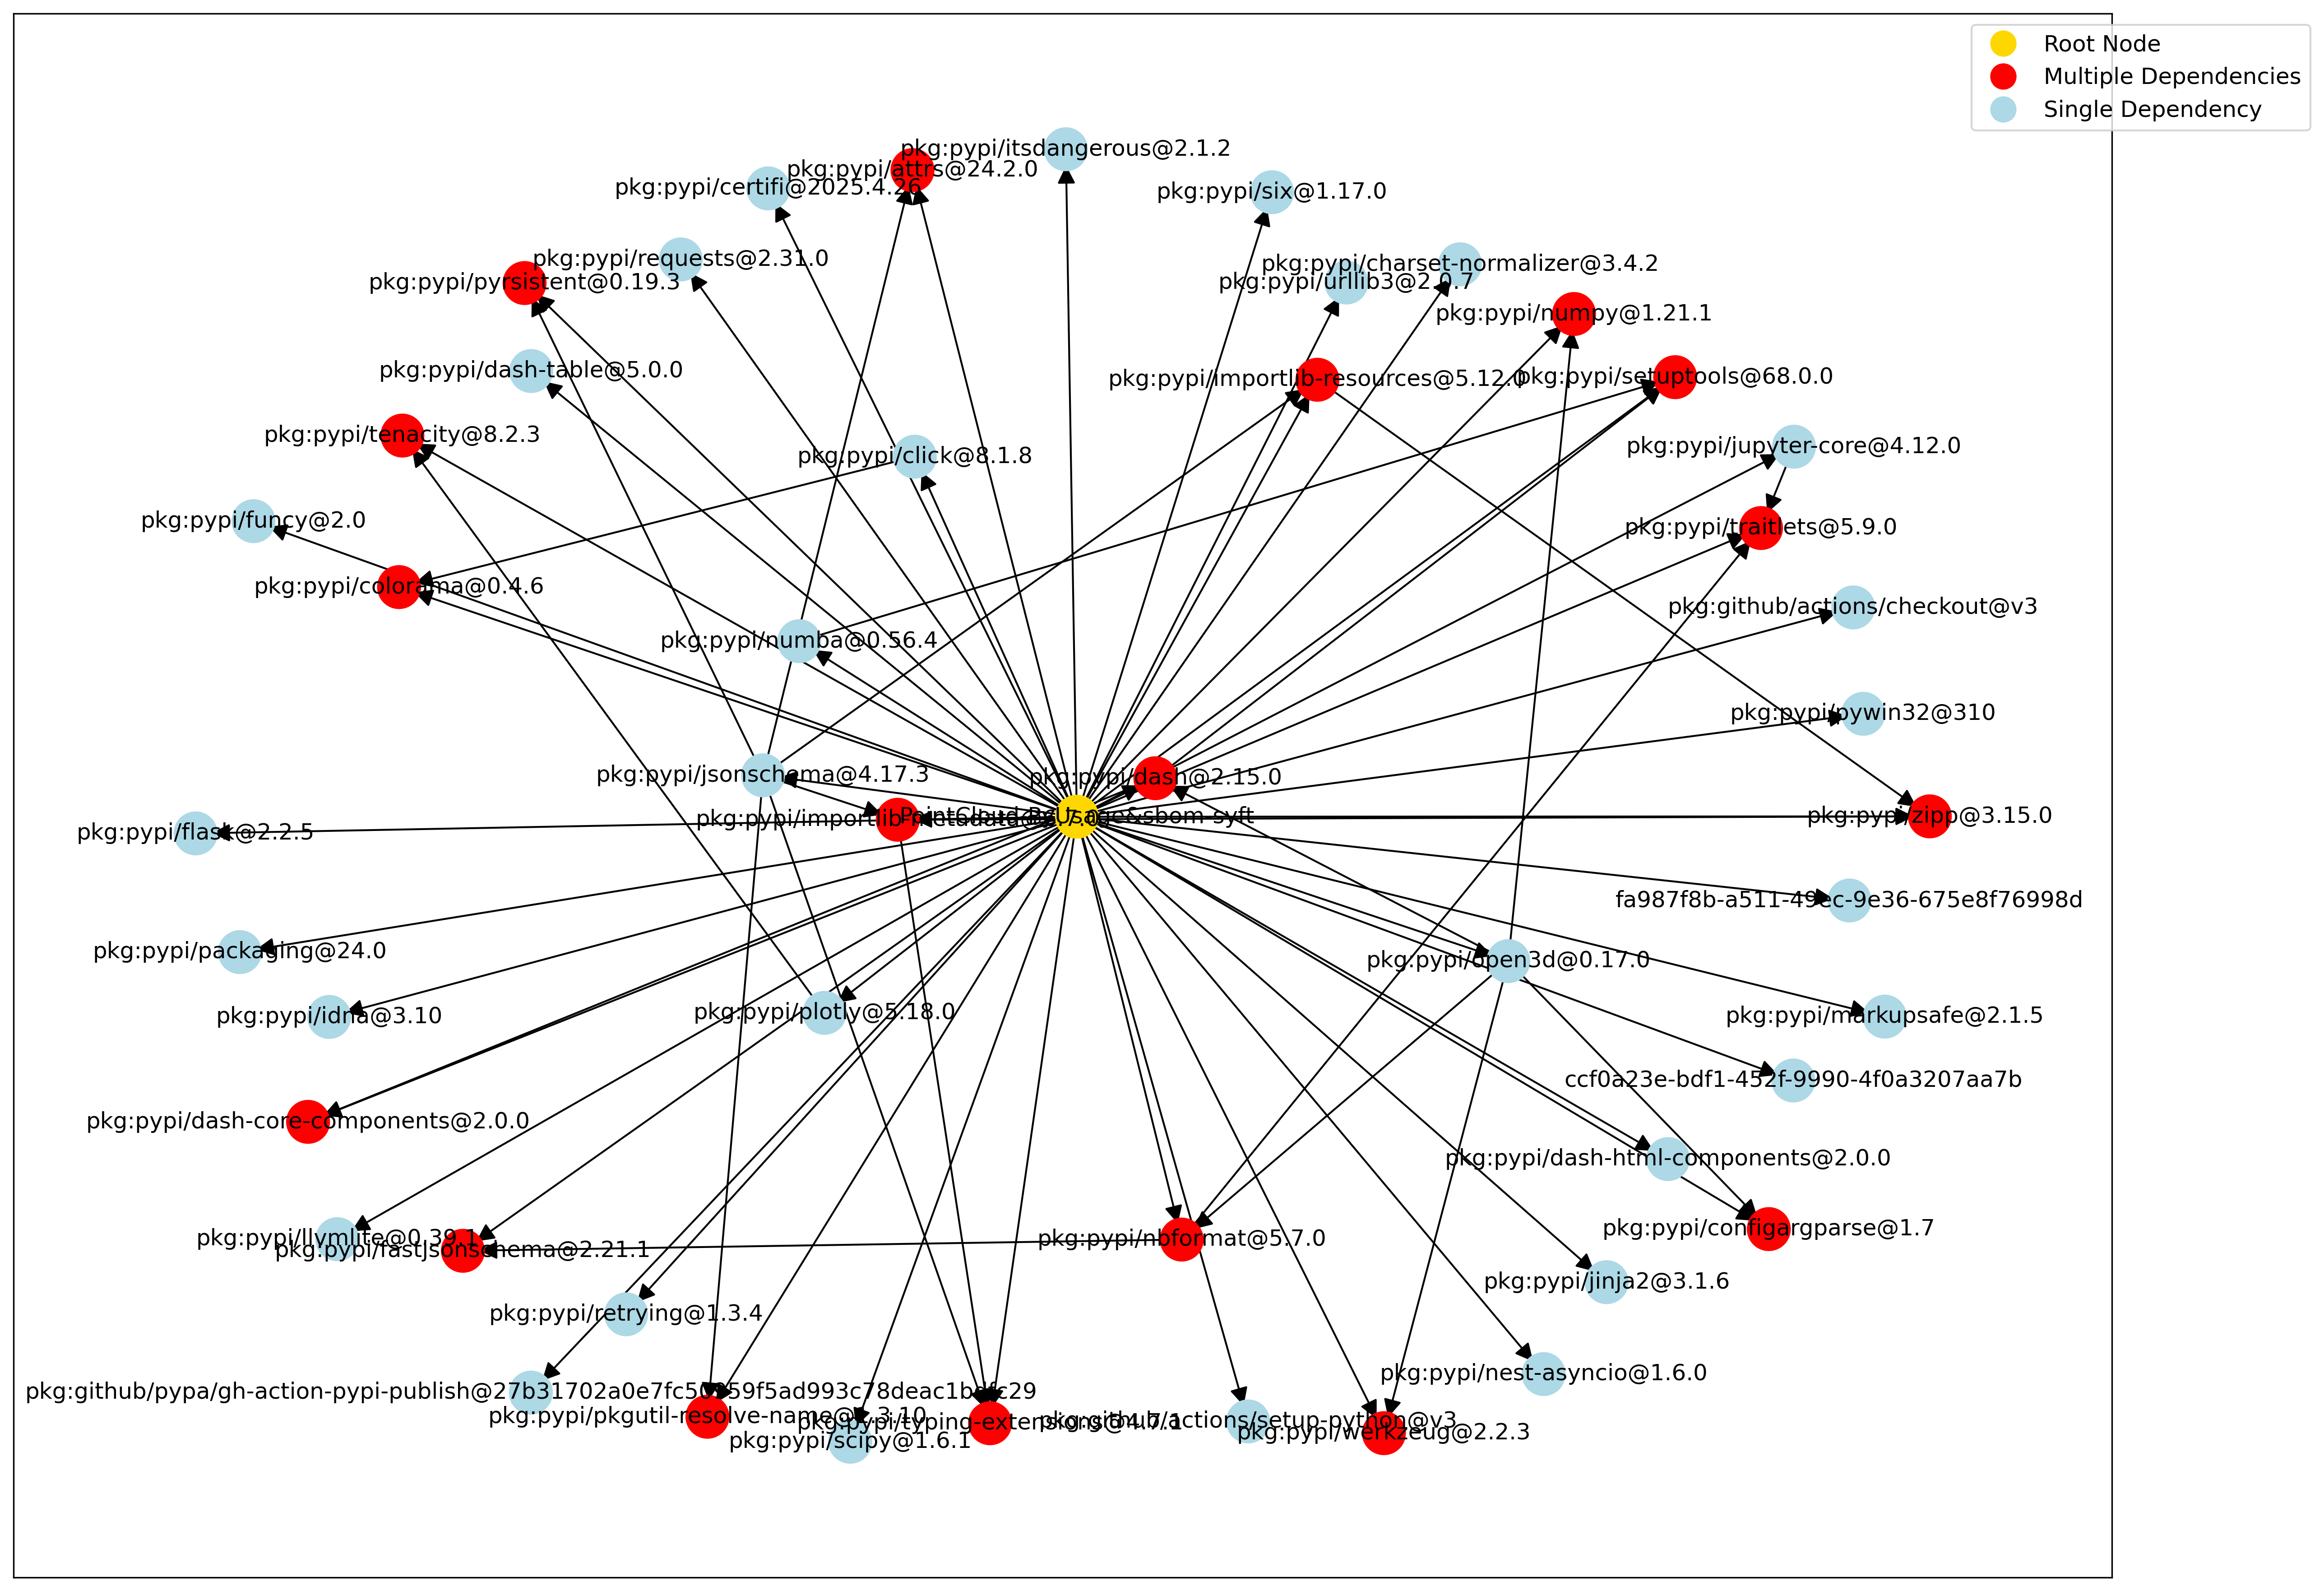 Root Node
Multiple Dependencies
Single Dependency
pkg:pypi/itsdangerous@2.1.2
pkg:pypi/attrs@24.2.0
pkg:pypi/certifi@2025.4.26
pkg:pypi/six@1.17.0
pkg:pypi/requests@2.31.0
pkg:pypi/charset-normalizer@3.4.2
pkg:pypi/pyrsistent@0.19.3
pkg:pypi/urllib3@2.0.7
pkg:pypi/numpy@1.21.1
pkg:pypi/dash-table@5.0.0
pkg:pypi/importlib-resources@5.12.0
pkg:pypi/setuptools@68.0.0
pkg:pypi/tenacity@8.2.3
pkg:pypi/click@8.1.8
pkg:pypi/jupyter-core@4.12.0
pkg:pypi/funcy@2.0
pkg:pypi/traitlets@5.9.0
pkg:pypi/colorama@0.4.6
pkg:github/actions/checkout@v3
pkg:pypi/numba@0.56.4
pkg:pypi/pywin32@310
pkg:pypi/jsonschema@4.17.3
pkg:pypi/dash@2.15.0
pkg:pypi/zipp@3.15.0
pkg:pypi/flask@2.2.5
fa987f8b-a511-49ec-9e36-675e8f76998d
pkg:pypi/packaging@24.0
pkg:pypi/open3d@0.17.0
pkg:pypi/idna@3.10
pkg:pypi/plotly@5.18.0
pkg:pypi/markupsafe@2.1.5
ccf0a23e-bdf1-452f-9990-4f0a3207aa7b
pkg:pypi/dash-core-components@2.0.0
pkg:pypi/dash-html-components@2.0.0
pkg:pypi/configargparse@1.7
pkg:pypi/llvmlite@0.39.1
pkg:pypi/nbformat@5.7.0
pkg:pypi/fastjsonschema@2.21.1
pkg:pypi/jinja2@3.1.6
pkg:pypi/retrying@1.3.4
pkg:pypi/nest-asyncio@1.6.0
pkg:pypi/pkgutil-resolve-name@1.3.10
pkg:pypi/typing-extensions@4.7.1
pkg:github/actions/setup-python@v3
pkg:pypi/werkzeug@2.2.3
pkg:pypi/scipy@1.6.1